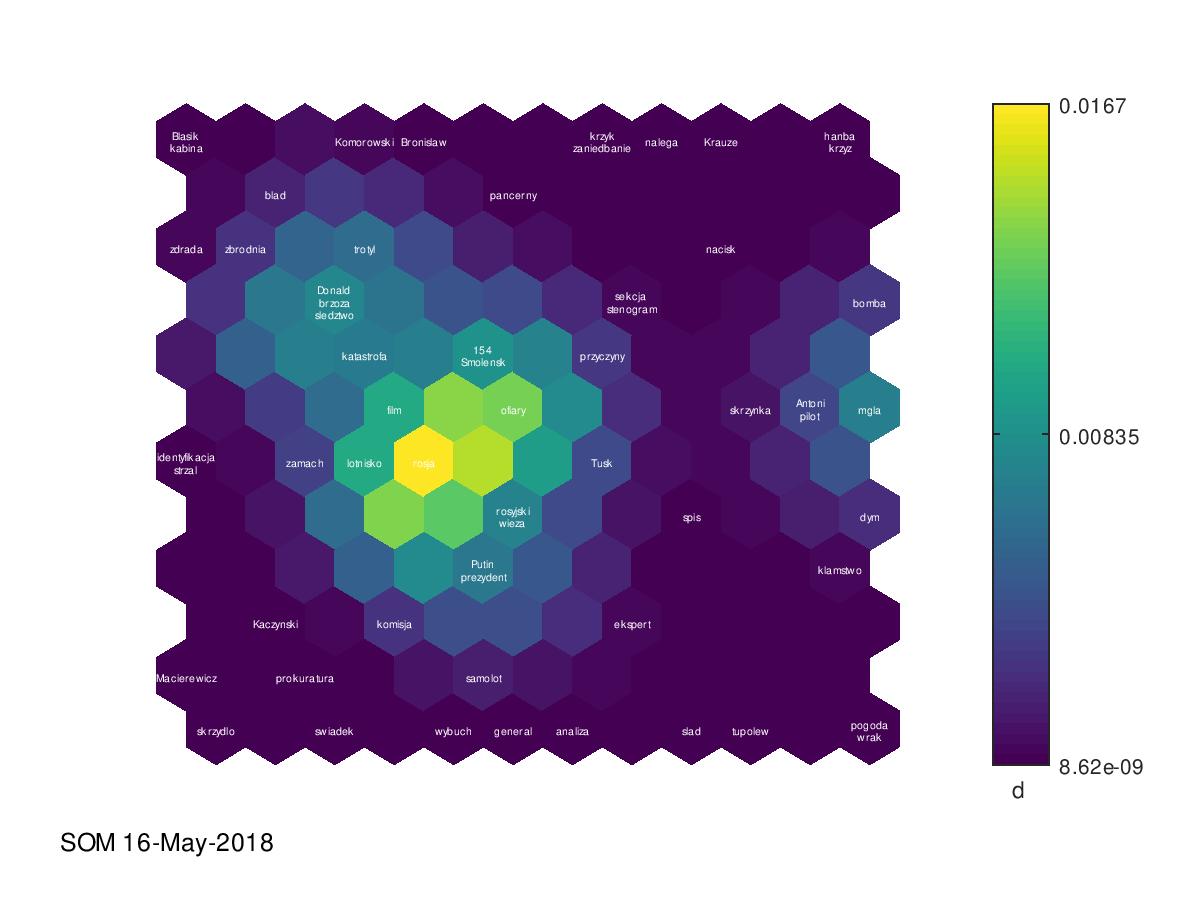 0.0167
Blasik
kabina
Komorowski Bronislaw
krzyk
zaniedbanie
nalega
Krauze
hanba
krzyz
blad
pancerny
zdrada
zbrodnia
trotyl
nacisk
Donald
brzoza
sledztwo
sekcja
stenogram
bomba
katastrofa
154
Smolensk
przyczyny
film
ofiary
skrzynka
Antoni
pilot
mgla
0.00835
identyfikacja
strzal
zamach
lotnisko
rosja
Tusk
rosyjski
wieza
spis
dym
Putin
prezydent
klamstwo
Kaczynski
komisja
ekspert
Macierewicz
prokuratura
samolot
skrzydlo
swiadek
wybuch
general
analiza
slad
tupolew
pogoda
wrak
8.62e-09
d
SOM 16-May-2018